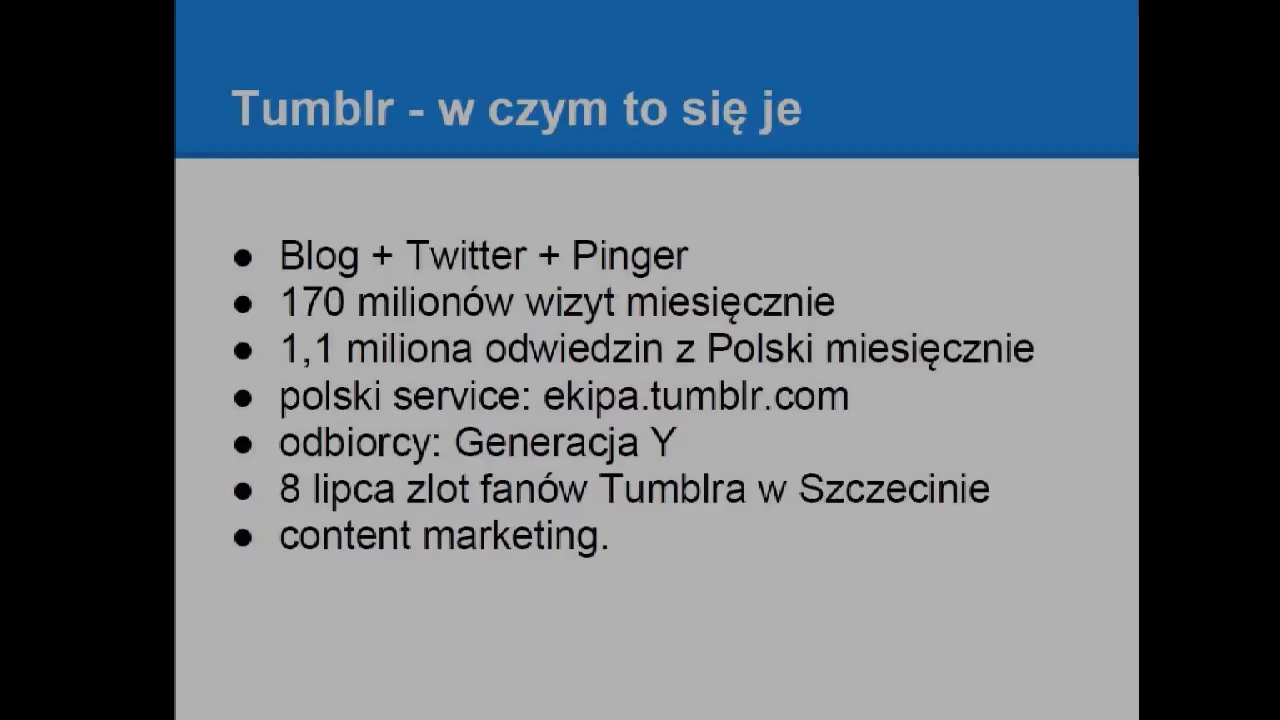 Tumblr - w czym to się je
● Blog + Twitter + Pinger
● 170 milionów wizyt miesięcznie
● 1,1 miliona odwiedzin z Polski miesięcznie
● polski service: ekipa.tumblr.com
● odbiorcy: Generacja Y
● 8 lipca zlot fanów Tumblra w Szczecinie
● content marketing.